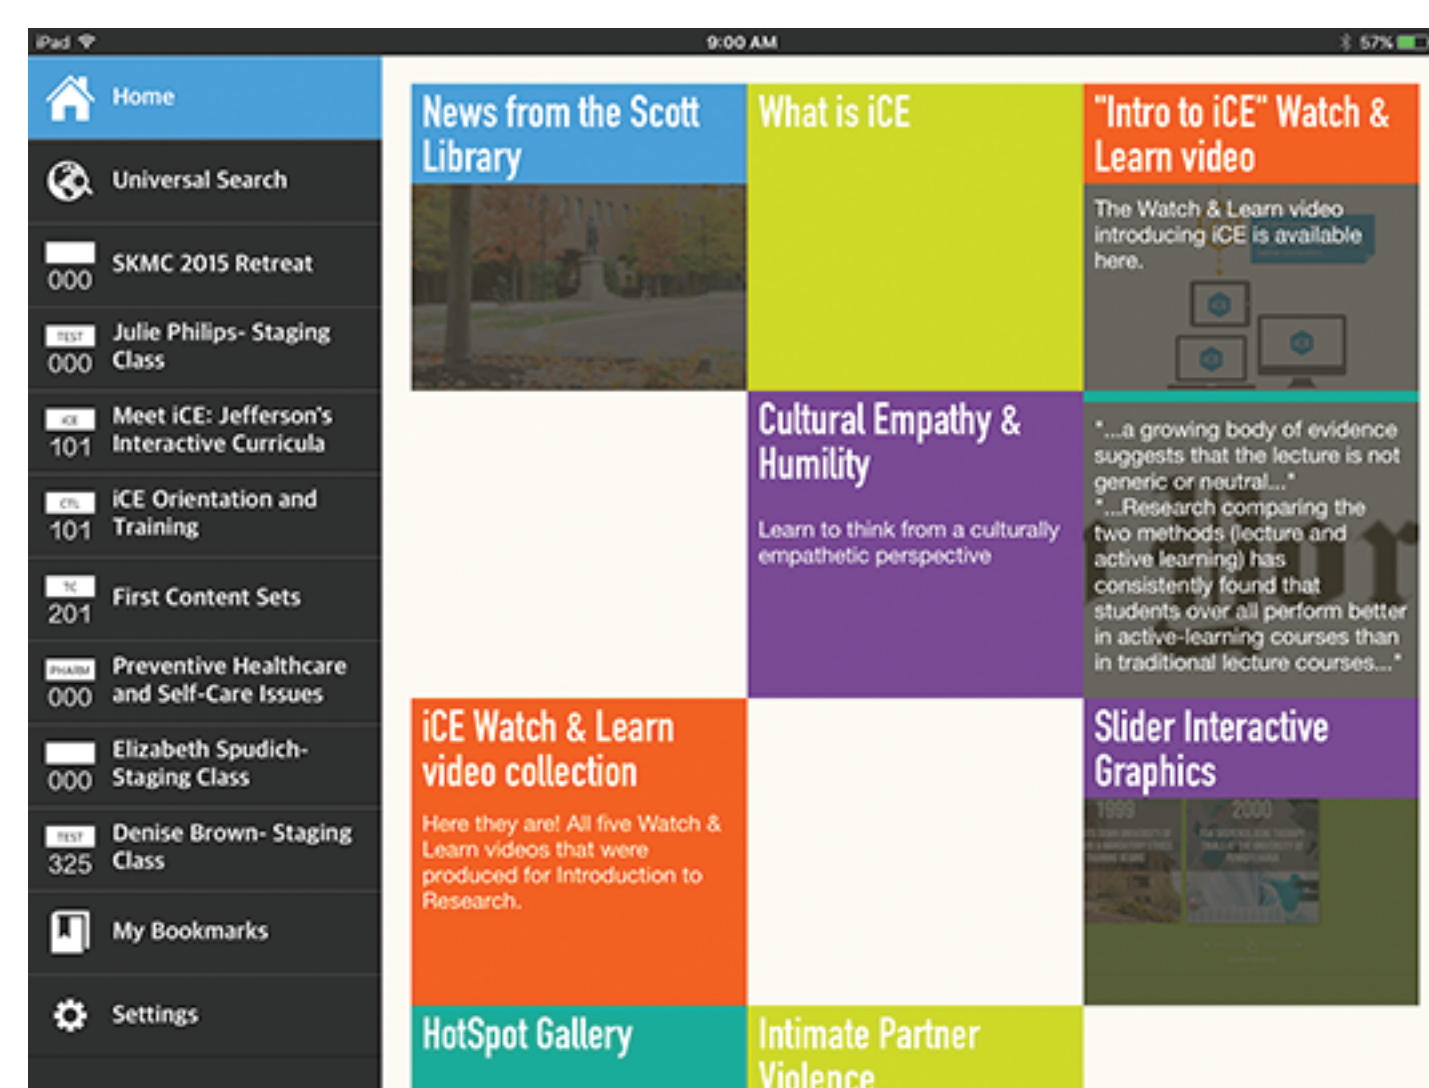 iPad
9:00 AM
57%
Home
Universal Search
000
SKMC 2015 Retreat
TEST
000
Julie Philips- Staging
Class
iCE
101
Meet iCE: Jefferson's
Interactive Curricula
CTL
101
iCE Orientation and
Training
TC
201
First Content Sets
PHARM
000
Preventive Healthcare
and Self-Care Issues
000
Elizabeth Spudich-
Staging Class
TEST
325
Denise Brown- Staging
Class
My Bookmarks
Settings
News from the Scott
Library
What is iCE
"Intro to iCE" Watch &
Learn video
The Watch & Learn video
introducing iCE is available
here.
iCE
iCE
iCE
Cultural Empathy &
Humility
Learn to think from a culturally
empathetic perspective
"...a growing body of evidence
suggests that the lecture is not
generic or neutral..."
"...Research comparing the
two methods (lecture and
active learning) has
consistently found that
students over all perform better
in active-learning courses than
in traditional lecture courses..."
iCE Watch & Learn
video collection
Here they are! All five Watch &
Learn videos that were
produced for Introduction to
Research.
Slider Interactive
Graphics
1999
2000
HotSpot Gallery
Intimate Partner
Violence